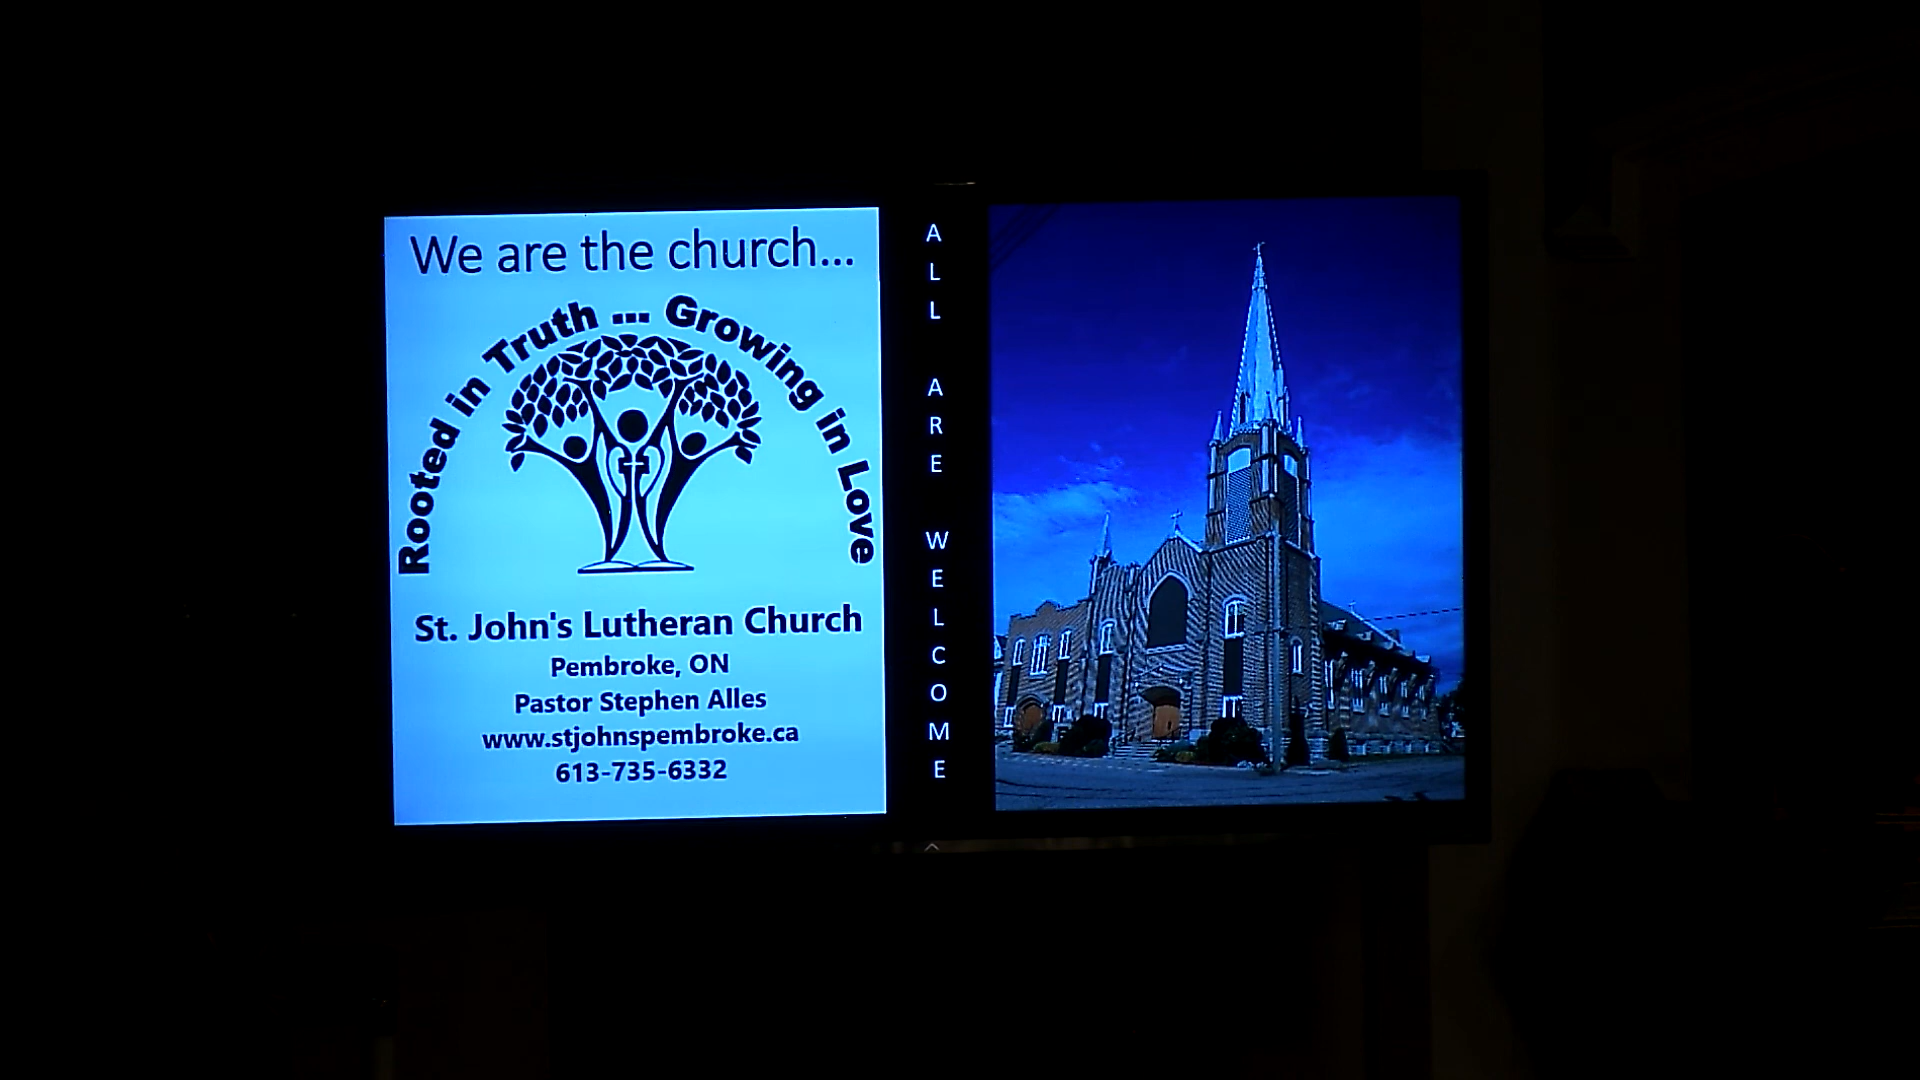 We are the church...
Rooted in Truth ... Growing in Love
St. John's Lutheran Church
Pembroke, ON
Pastor Stephen Alles
www.stjohnspembroke.ca
613-735-6332
ALL ARE WELCOME